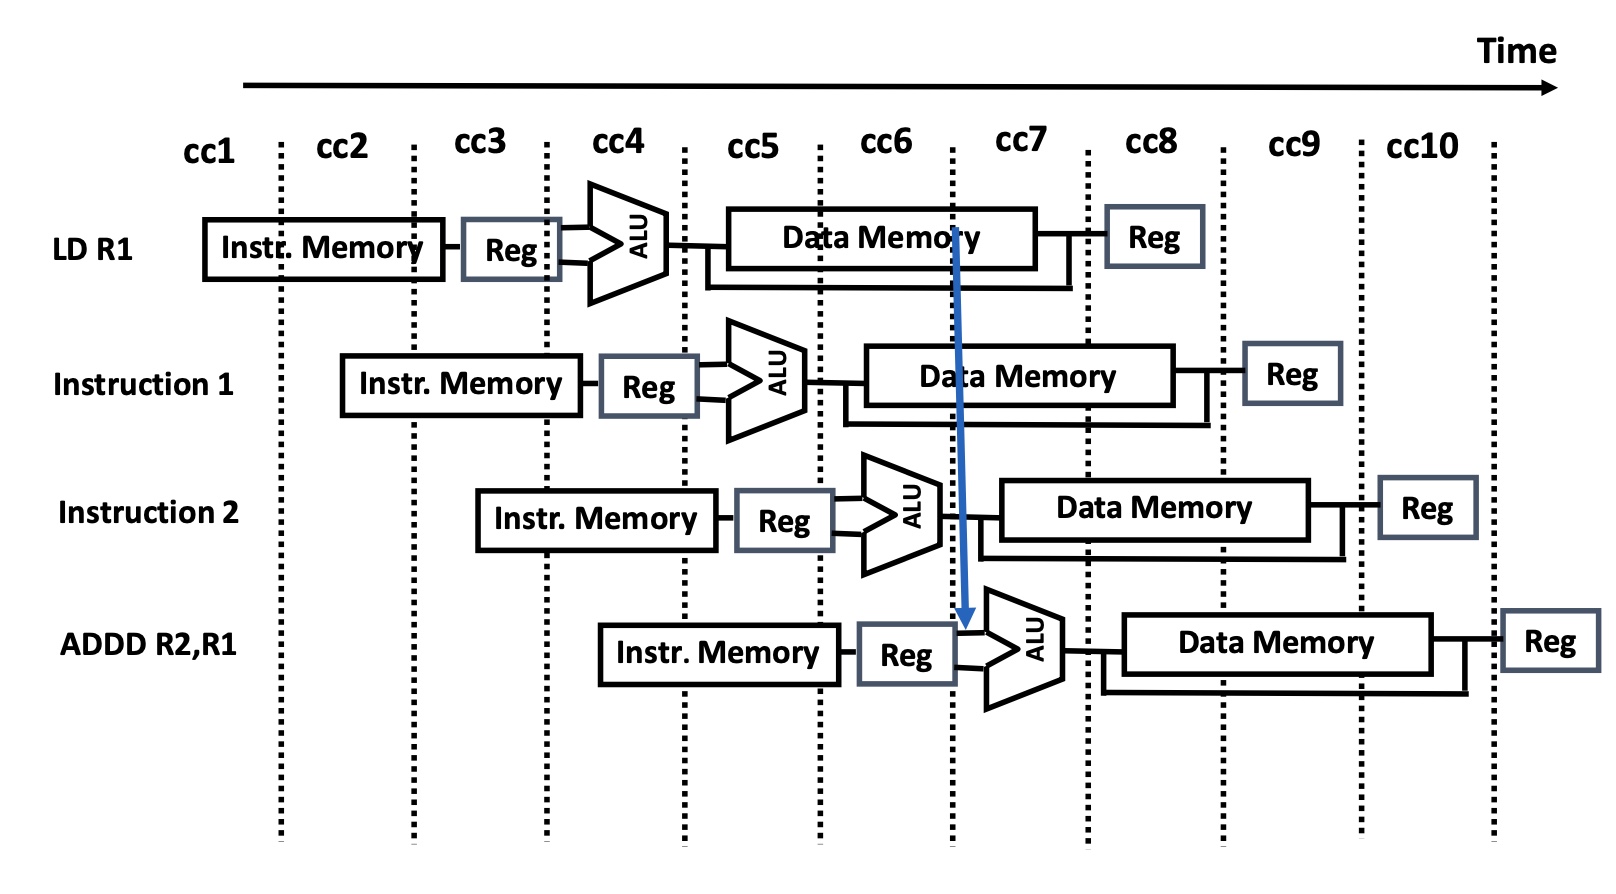 Time
cc1 cc2 cc3 cc4 cc5 cc6 cc7 cc8 cc9 cc10
LD R1 Instr. Memory Reg ALU Data Memory Reg
Instruction 1 Instr. Memory Reg ALU Data Memory Reg
Instruction 2 Instr. Memory Reg ALU Data Memory Reg
ADDD R2,R1 Instr. Memory Reg ALU Data Memory Reg